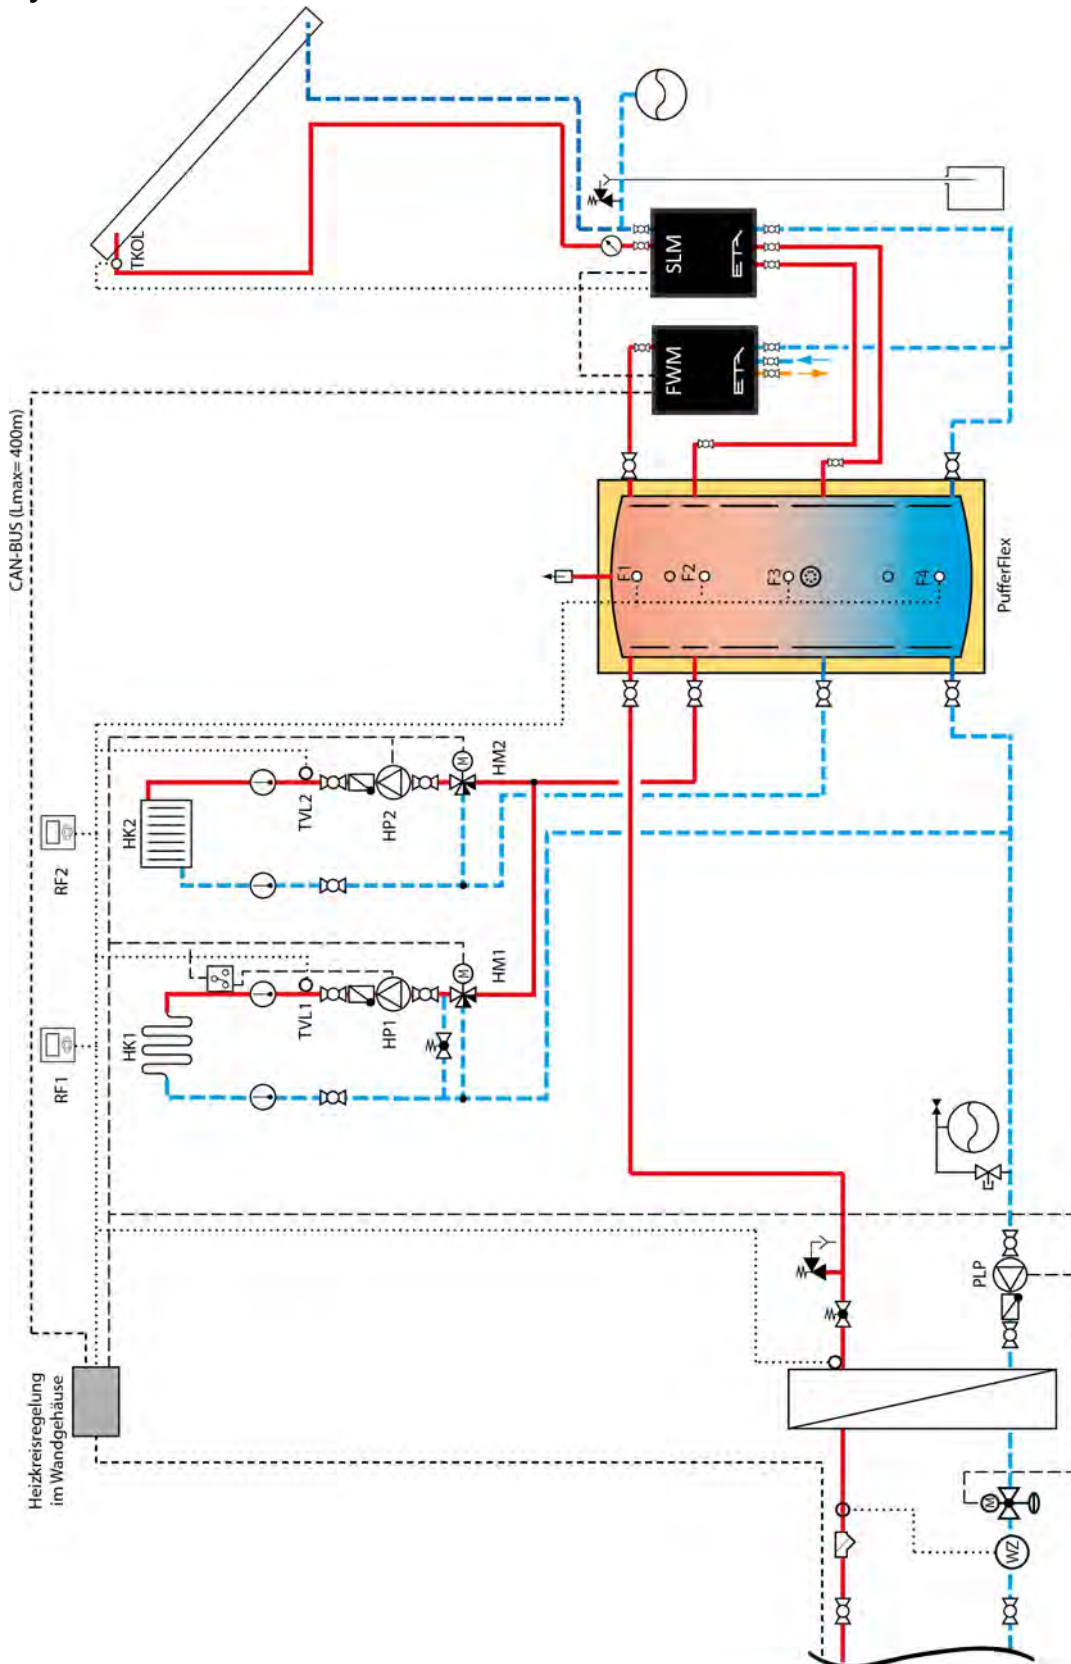 CAN-BUS (Lmax= 400m)
TKOL
SLM
ETA
FWM
ETA
F1
F2
F3
F4
PufferFlex
RF2
HK2
TVL2
HP2
M
HM2
RF1
HK1
TVL1
HP1
M
HM1
PLP
Heizkreisregelung
im Wandgehäuse
M
WZ